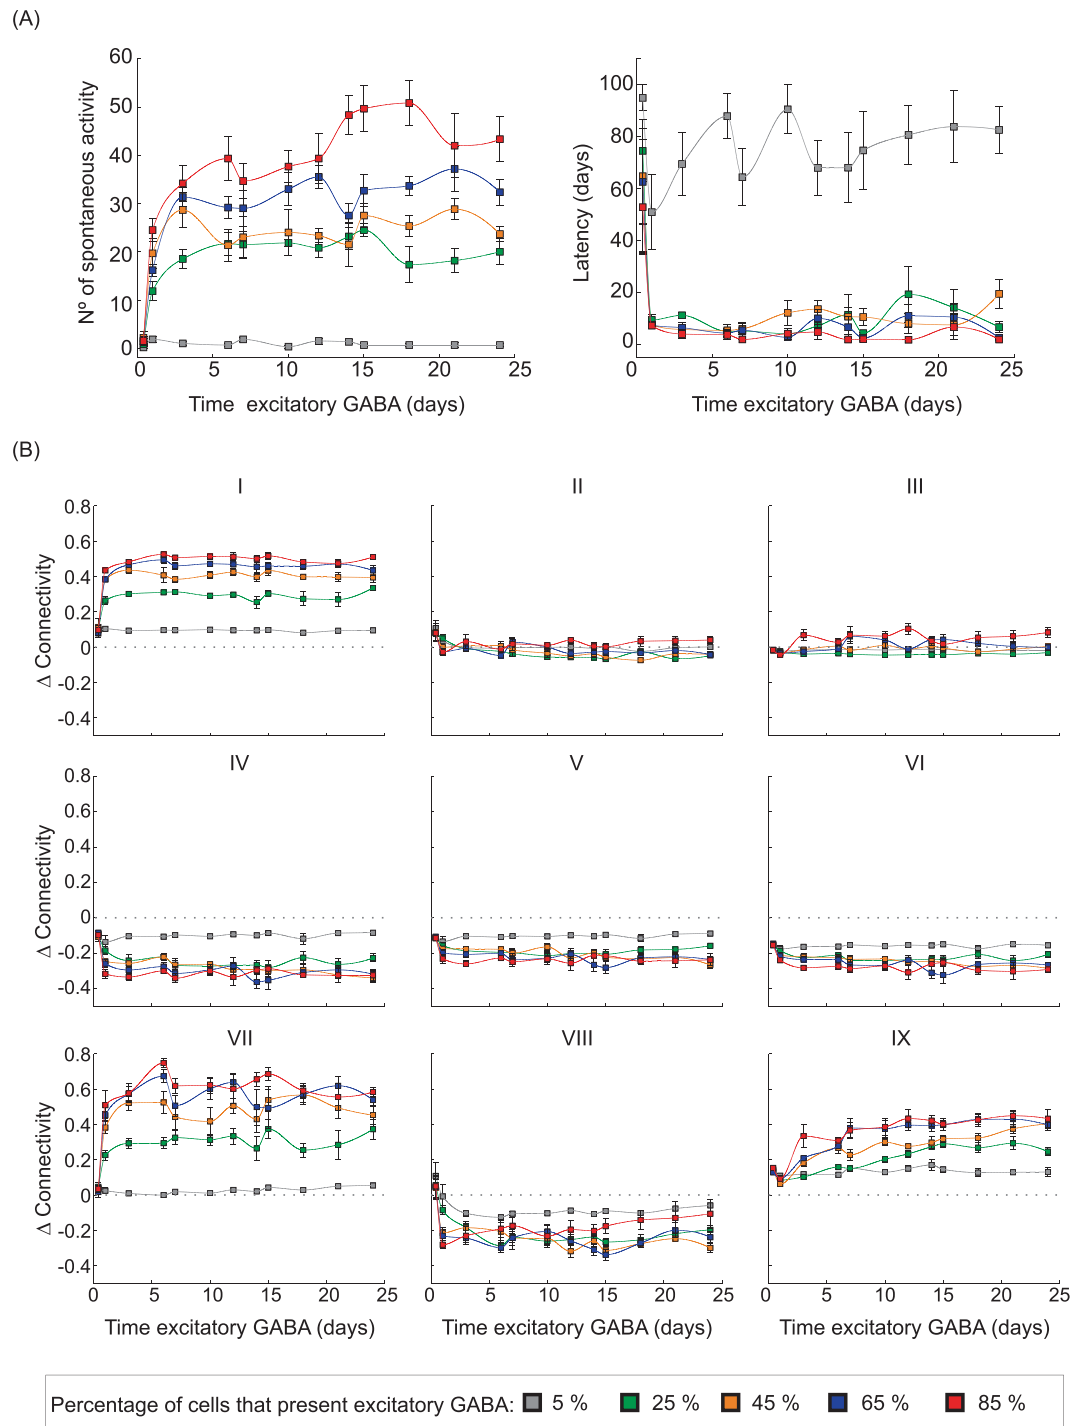 (A)
60
50
40
30
20
10
0
Nº of spontaneous activity
0 5 10 15 20 25
Time excitatory GABA (days)
100
80
60
40
20
0
Latency (days)
0 5 10 15 20 25
Time excitatory GABA (days)
(B)
I II III
0.8
0.6
0.4
0.2
0
-0.2
-0.4
Δ Connectivity
IV V VI
0.8
0.6
0.4
0.2
0
-0.2
-0.4
Δ Connectivity
VII VIII IX
0.8
0.6
0.4
0.2
0
-0.2
-0.4
Δ Connectivity
0 5 10 15 20 25 0 5 10 15 20 25 0 5 10 15 20 25
Time excitatory GABA (days) Time excitatory GABA (days) Time excitatory GABA (days)
Percentage of cells that present excitatory GABA: 5 % 25 % 45 % 65 % 85 %